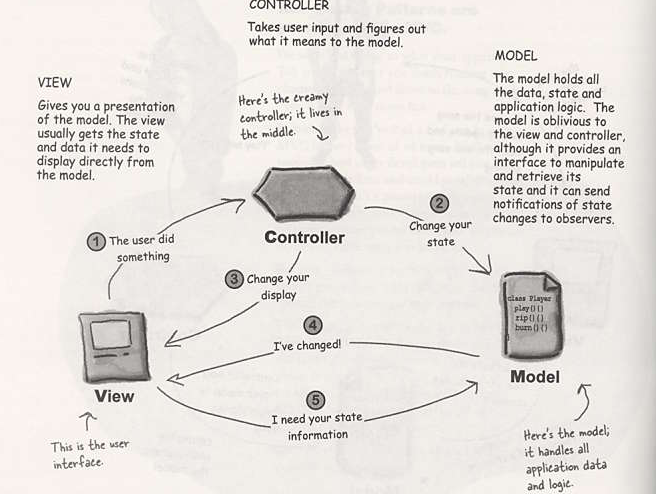 CONTROLLER
Takes user input and figures out
what it means to the model.
MODEL
The model holds all
the data, state and
application logic. The
model is oblivious to
the view and controller,
although it provides an
interface to manipulate
and retrieve its
state and it can send
notifications of state
changes to observers.
VIEW
Gives you a presentation
of the model. The view
usually gets the state
and data it needs to
display directly from
the model.
Here's the creamy
controller; it lives in
the middle.
Controller
1 The user did
something
2
Change your
state
3 Change your
display
4
I've changed!
5
I need your state
information
class Player
play(){}
rip(){}
burn(){}
}
View
Model
This is the user
interface.
Here's the model;
it handles all
application data
and logic.